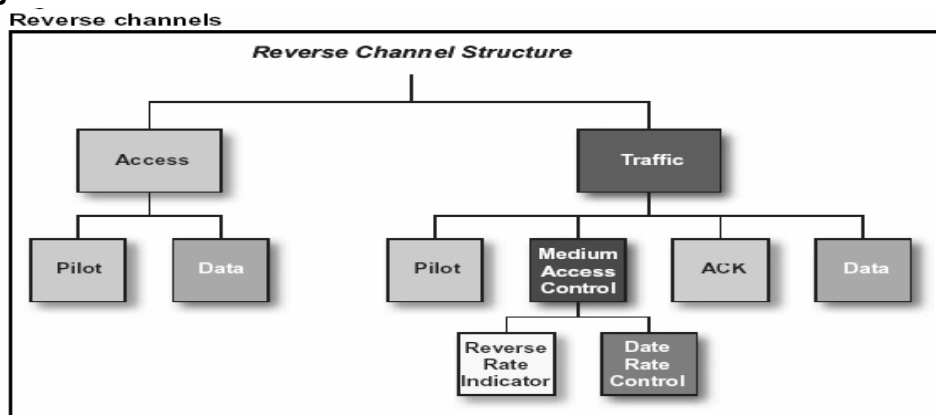 Reverse channels
Reverse Channel Structure
Access
Traffic
Pilot
Data
Pilot
Medium
Access
Control
ACK
Data
Reverse
Rate
Indicator
Date
Rate
Control